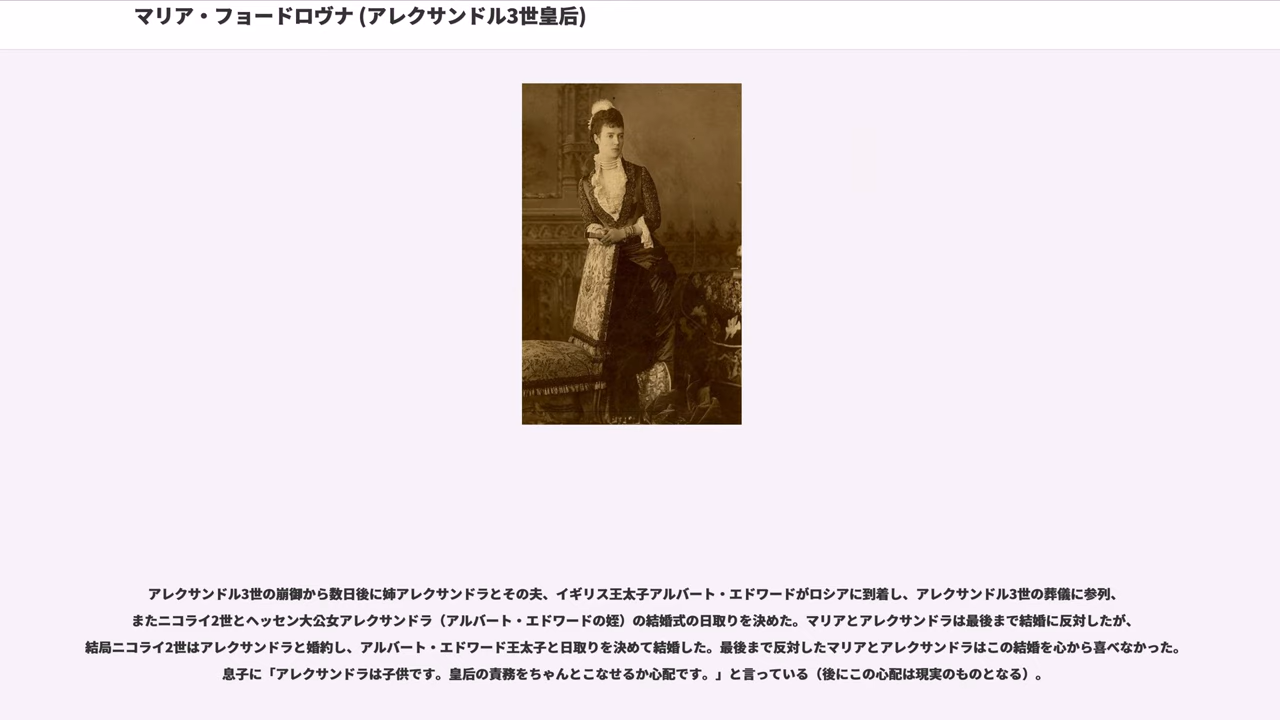 マリア・フョードロヴナ (アレクサンドル3世皇后)
アレクサンドル3世の崩御から数日後に姉アレクサンドラとその夫、イギリス王太子アルバート・エドワードがロシアに到着し、アレクサンドル3世の葬儀に参列、
またニコライ2世とヘッセン大公女アレクサンドラ（アルバート・エドワードの姪）の結婚式の日取りを決めた。マリアとアレクサンドラは最後まで結婚に反対したが、
結局ニコライ2世はアレクサンドラと婚約し、アルバート・エドワード王太子と日取りを決めて結婚した。最後まで反対したマリアとアレクサンドラはこの結婚を心から喜べなかった。
息子に「アレクサンドラは子供です。皇后の責務をちゃんとこなせるか心配です。」と言っている（後にこの心配は現実のものとなる）。